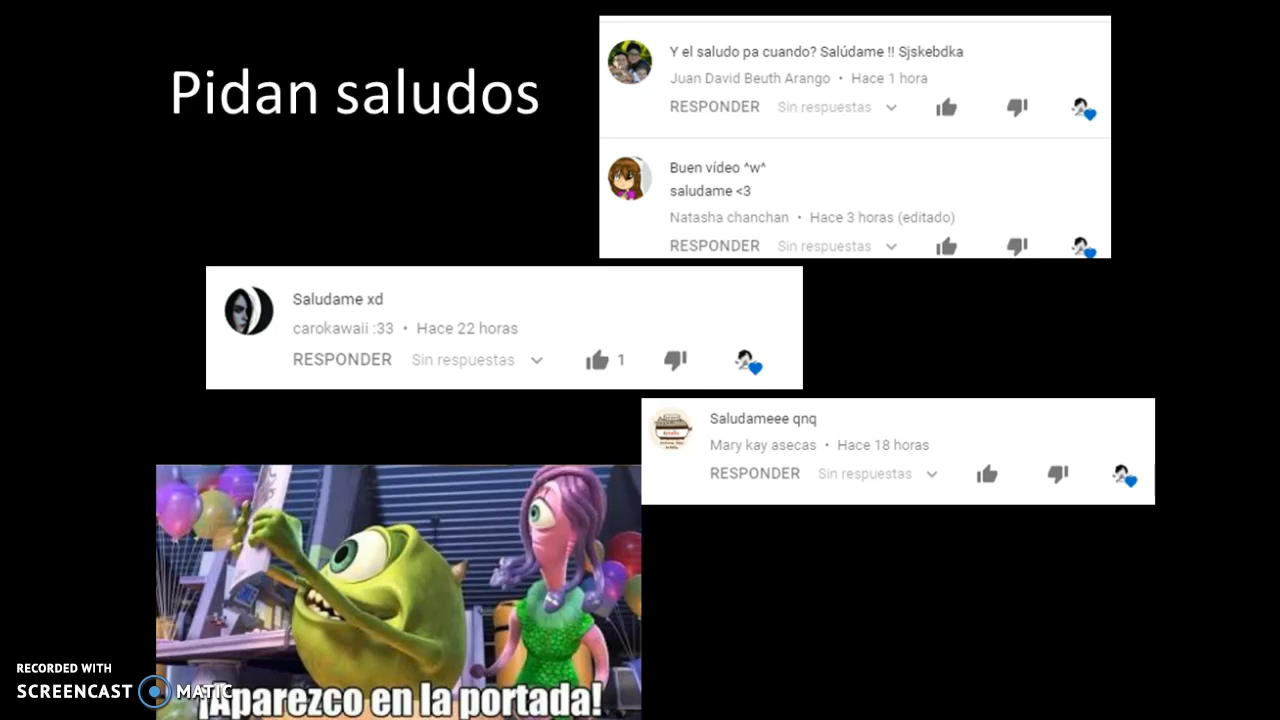 Pidan saludos
Y el saludo pa cuando? Salúdame !! Sjskebdka
Juan David Beuth Arango • Hace 1 hora
RESPONDER Sin respuestas
Buen vídeo ^w^
saludame <3
Natasha chanchan • Hace 3 horas (editado)
RESPONDER Sin respuestas
Saludame xd
carokawaii :33 • Hace 22 horas
RESPONDER Sin respuestas 1
Saludameee qnq
Mary kay asecas • Hace 18 horas
RESPONDER Sin respuestas
¡Aparezco en la portada!
RECORDED WITH
SCREENCAST MATIC